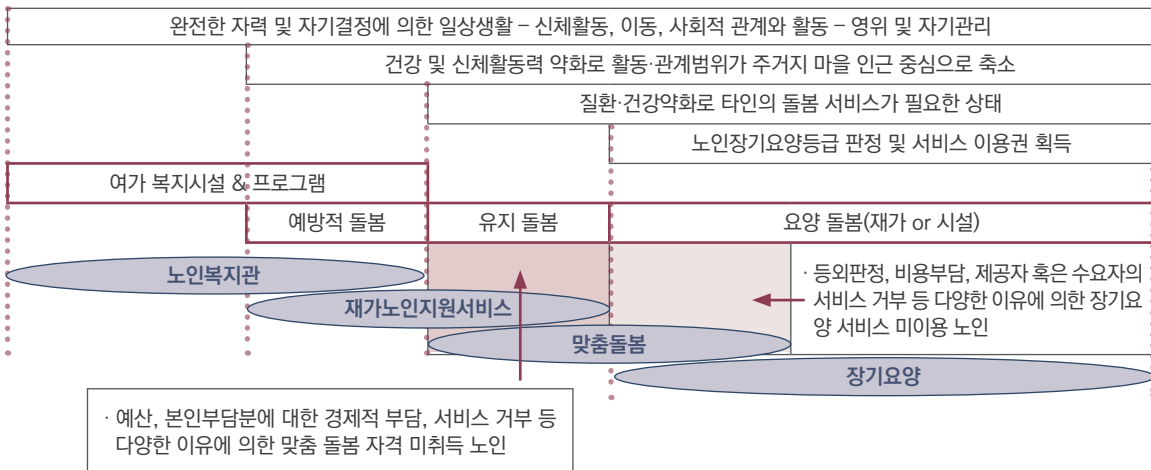 완전한 자력 및 자기결정에 의한 일상생활 – 신체활동, 이동, 사회적 관계와 활동 – 영위 및 자기관리
건강 및 신체활동력 약화로 활동·관계범위가 주거지 마을 인근 중심으로 축소
질환·건강약화로 타인의 돌봄 서비스가 필요한 상태
노인장기요양등급 판정 및 서비스 이용권 획득
여가 복지시설 & 프로그램
예방적 돌봄
유지 돌봄
요양 돌봄(재가 or 시설)
노인복지관
재가노인지원서비스
맞춤돌봄
장기요양
· 등외판정, 비용부담, 제공자 혹은 수요자의
서비스 거부 등 다양한 이유에 의한 장기요
양 서비스 미이용 노인
· 예산, 본인부담분에 대한 경제적 부담, 서비스 거부 등
다양한 이유에 의한 맞춤 돌봄 자격 미취득 노인